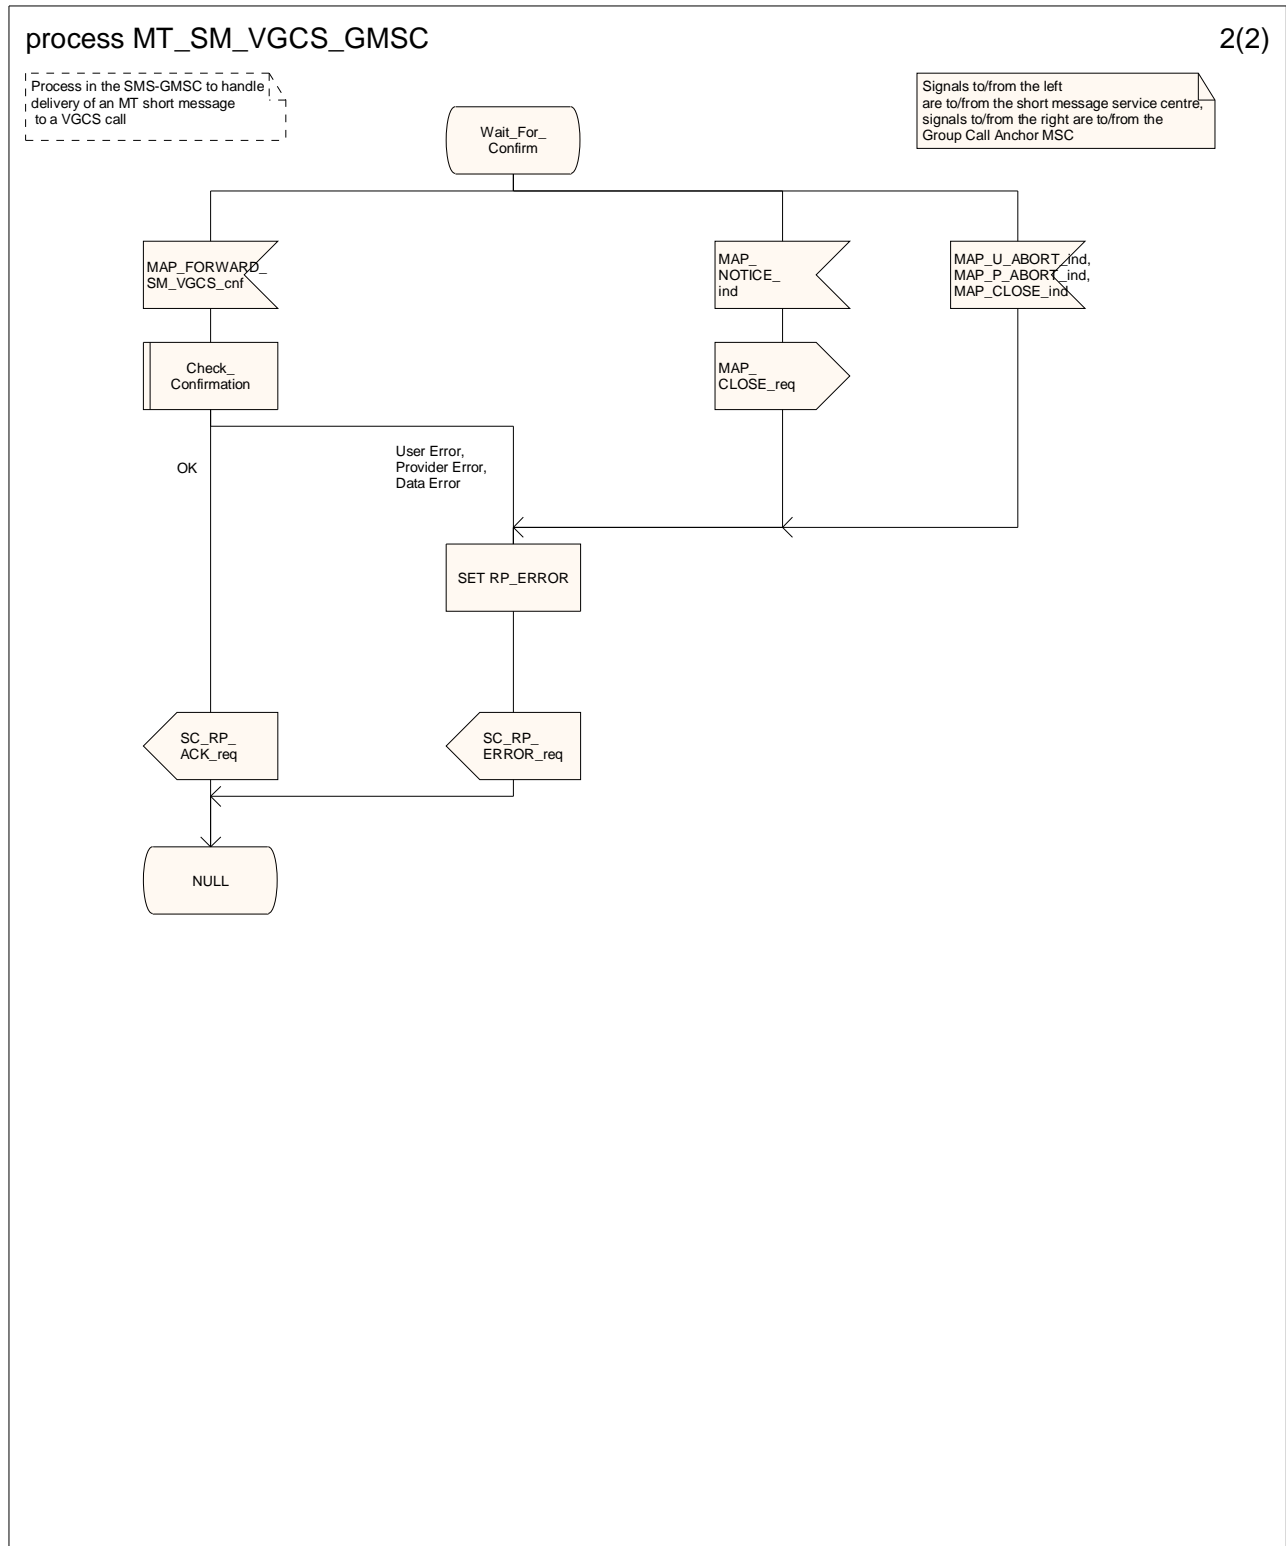 process MT_SM_VGCS_GMSC
2(2)
Process in the SMS-GMSC to handle
delivery of an MT short message
to a VGCS call
Signals to/from the left
are to/from the short message service centre,
signals to/from the right are to/from the
Group Call Anchor MSC
Wait_For_
Confirm
MAP_FORWARD_
SM_VGCS_cnf
MAP_
NOTICE_
ind
MAP_U_ABORT_ind,
MAP_P_ABORT_ind,
MAP_CLOSE_ind
Check_
Confirmation
MAP_
CLOSE_req
OK
User Error,
Provider Error,
Data Error
SET RP_ERROR
SC_RP_
ACK_req
SC_RP_
ERROR_req
NULL